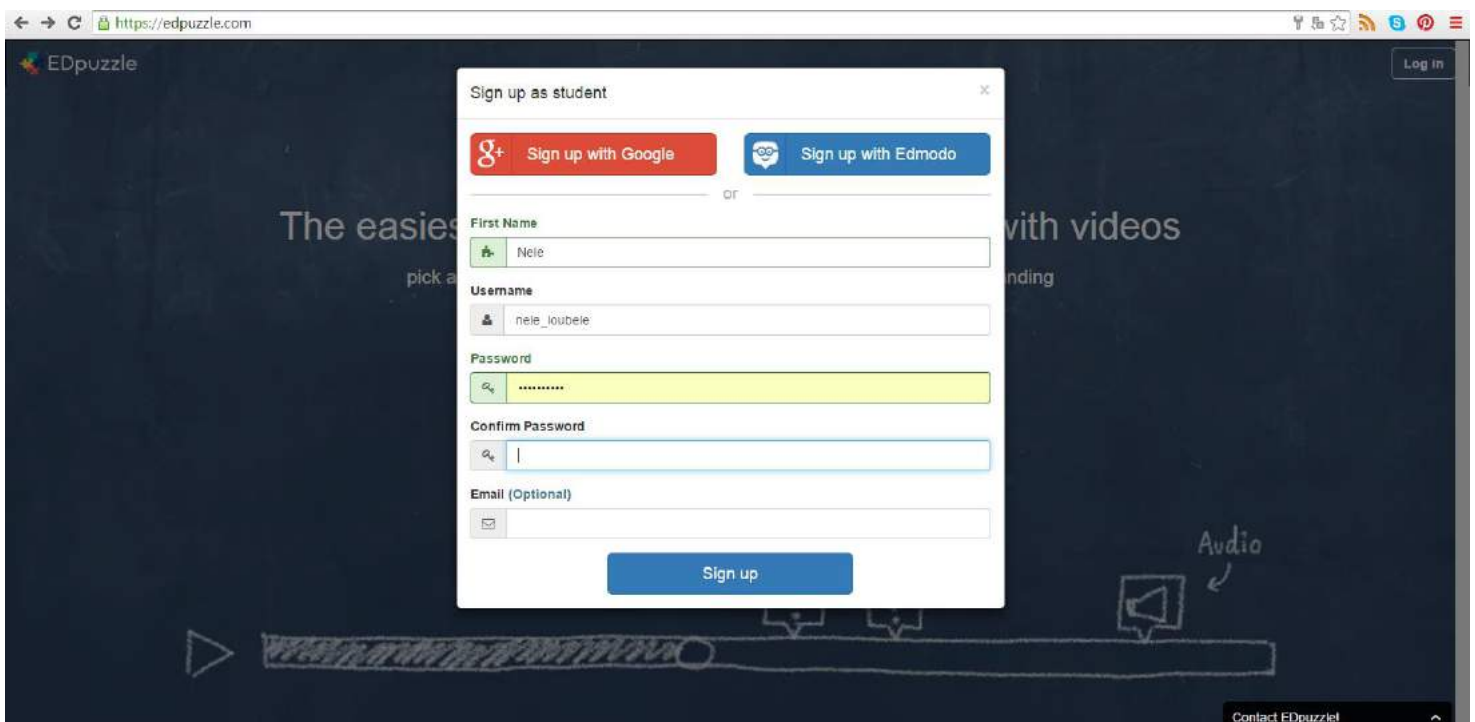 https://edpuzzle.com
EDpuzzle
Log in
Sign up as student
×
g+ Sign up with Google
Sign up with Edmodo
or
The easies
with videos
pick a
nding
First Name
Nele
Username
nele_loubele
Password
••••••••••
Confirm Password
Email (Optional)
Sign up
Audio
Contact EDpuzzle!